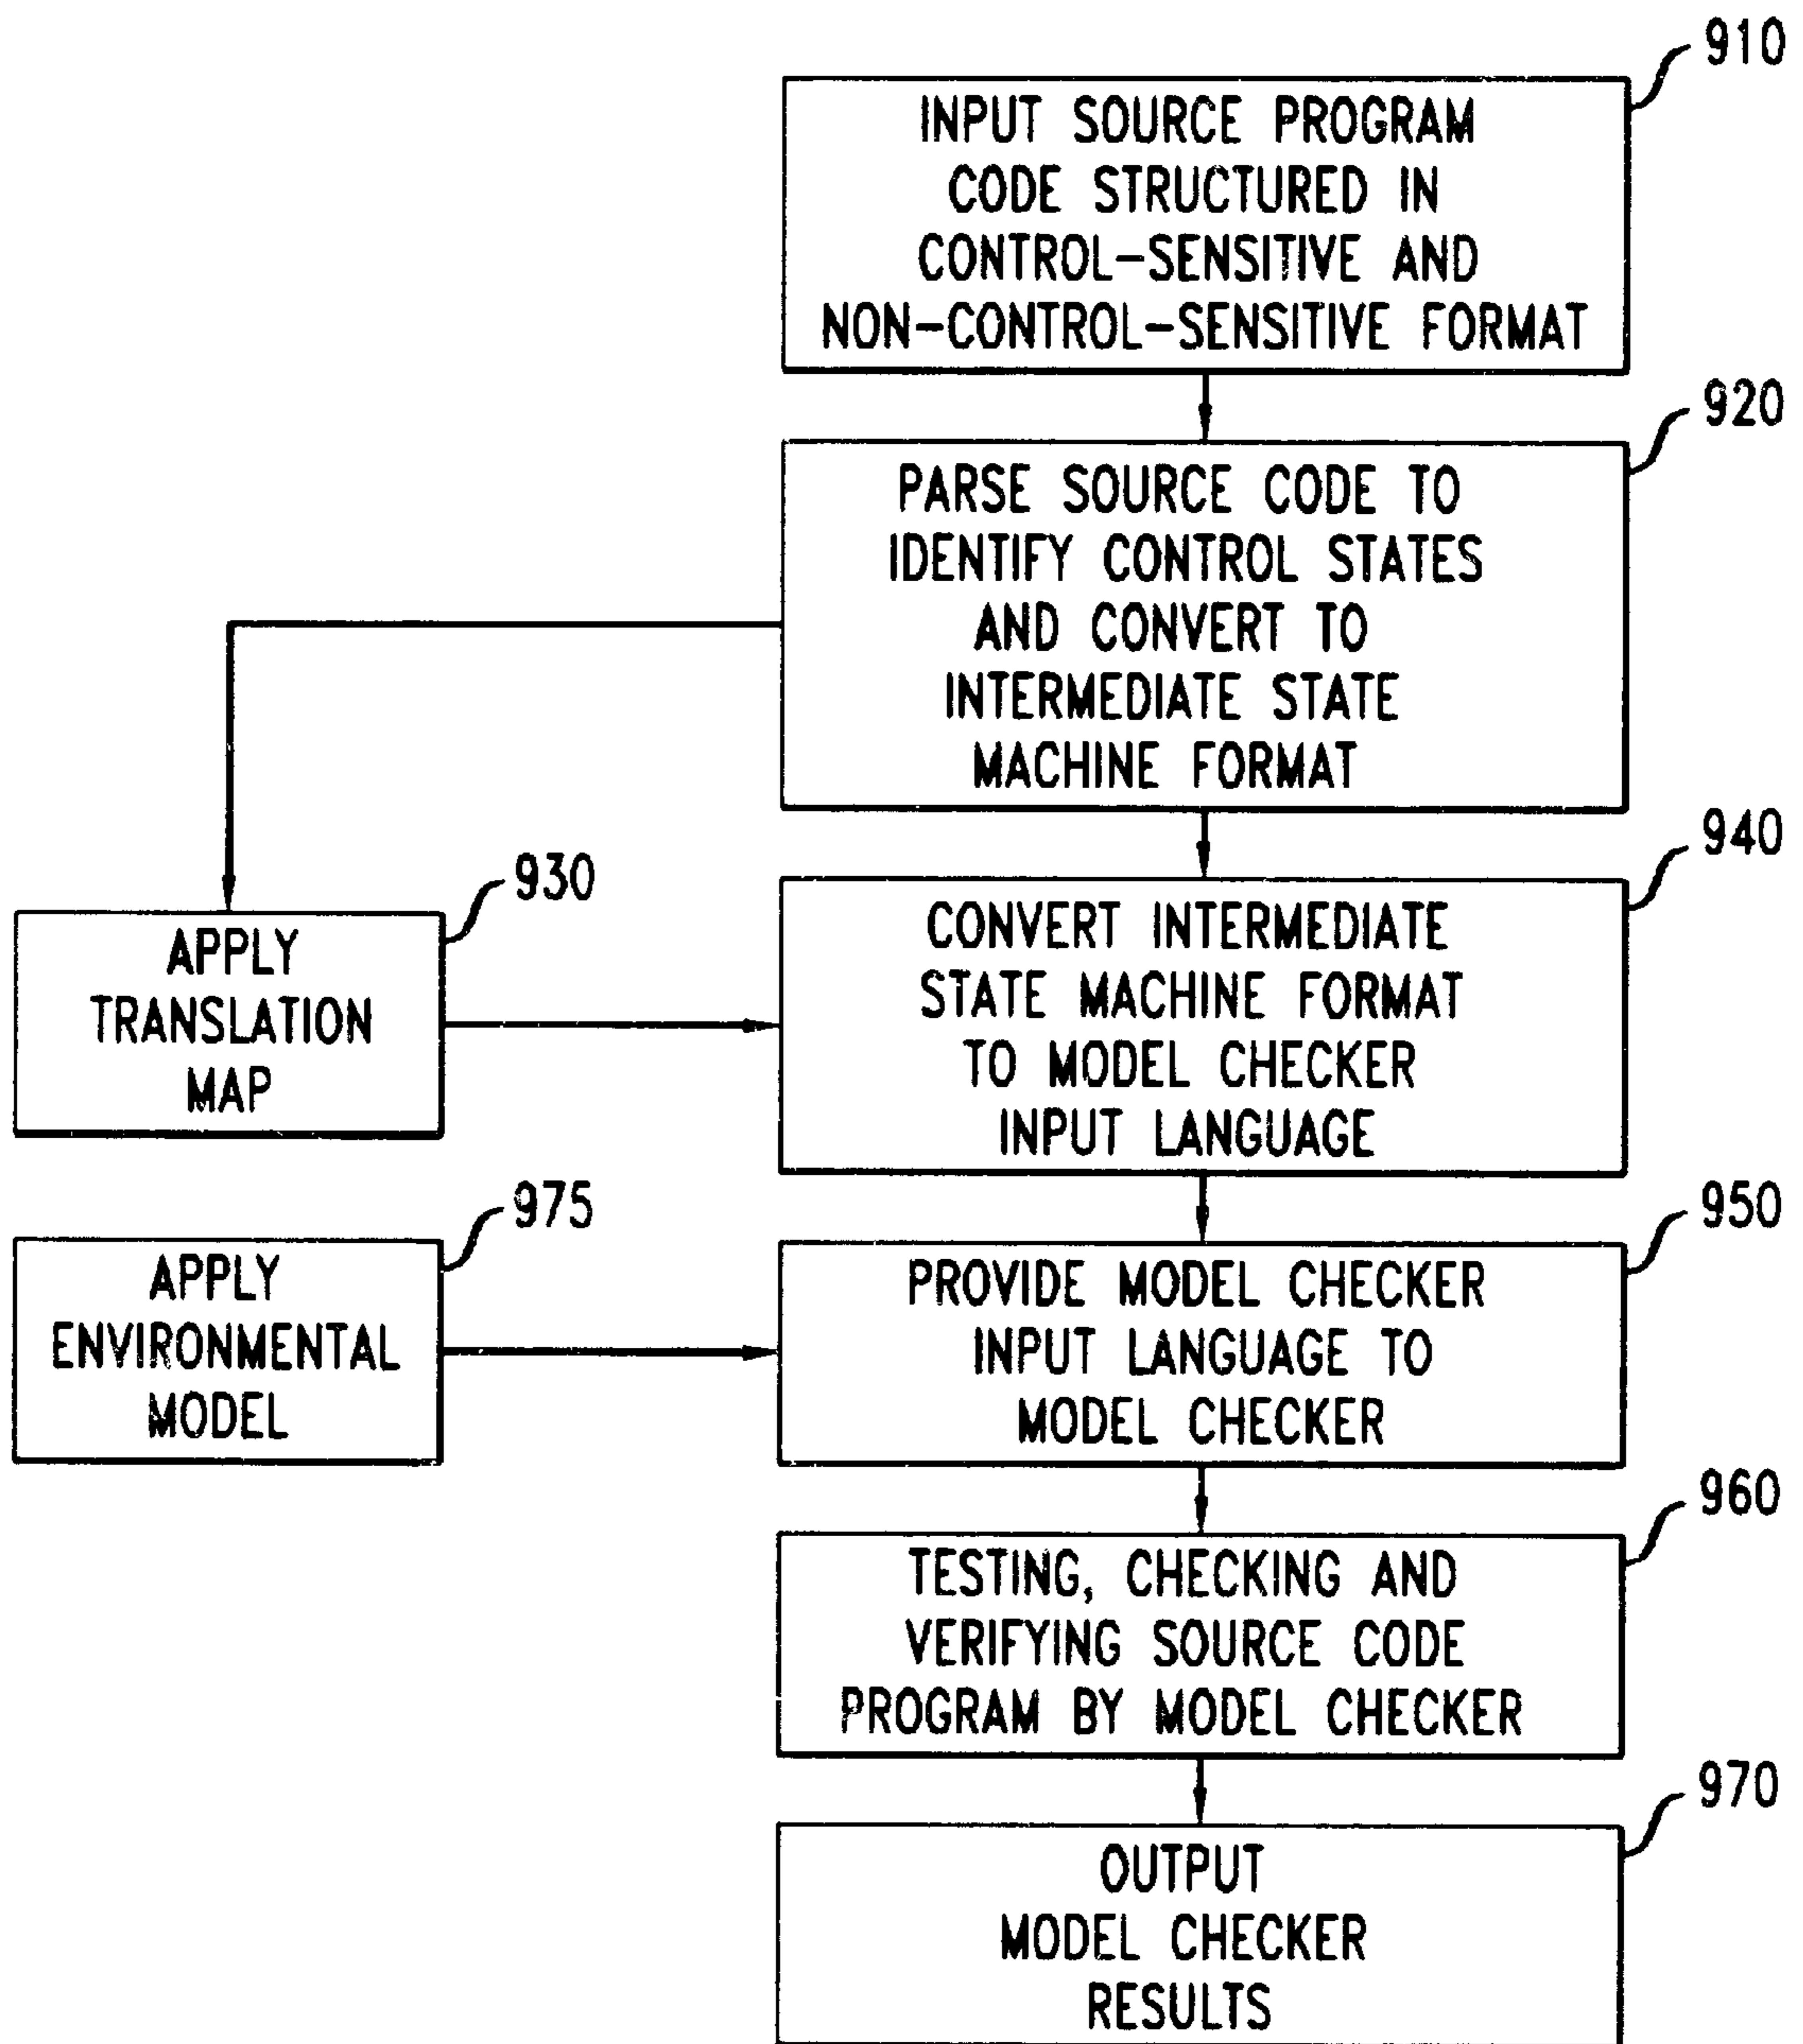 910
INPUT SOURCE PROGRAM
CODE STRUCTURED IN
CONTROL-SENSITIVE AND
NON-CONTROL-SENSITIVE FORMAT
920
PARSE SOURCE CODE TO
IDENTIFY CONTROL STATES
AND CONVERT TO
INTERMEDIATE STATE
MACHINE FORMAT
930
APPLY
TRANSLATION
MAP
940
CONVERT INTERMEDIATE
STATE MACHINE FORMAT
TO MODEL CHECKER
INPUT LANGUAGE
975
APPLY
ENVIRONMENTAL
MODEL
950
PROVIDE MODEL CHECKER
INPUT LANGUAGE TO
MODEL CHECKER
960
TESTING, CHECKING AND
VERIFYING SOURCE CODE
PROGRAM BY MODEL CHECKER
970
OUTPUT
MODEL CHECKER
RESULTS